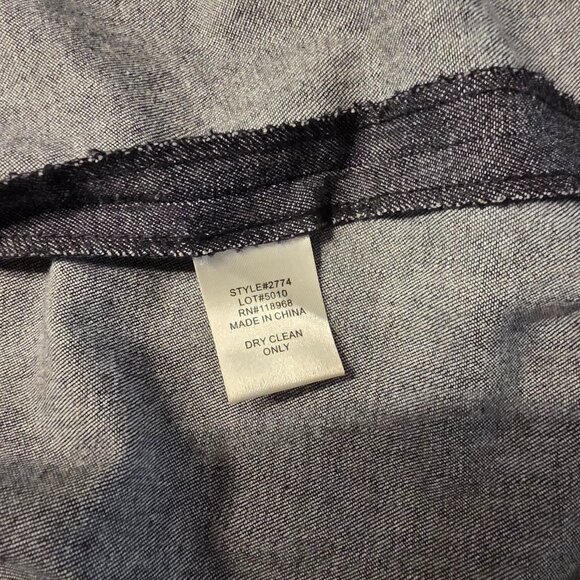 STYLE#2774
LOT#5010
RN#118968
MADE IN CHINA
DRY CLEAN
ONLY